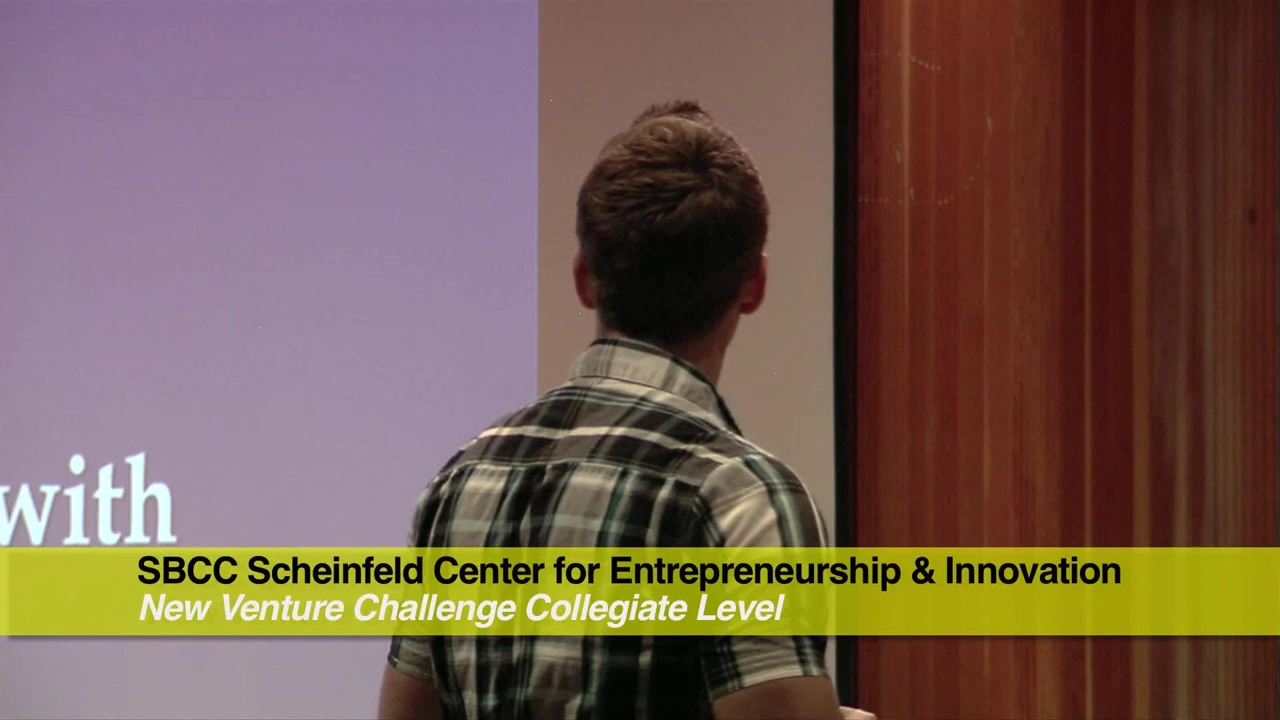 with
SBCC Scheinfeld Center for Entrepreneurship & Innovation
New Venture Challenge Collegiate Level